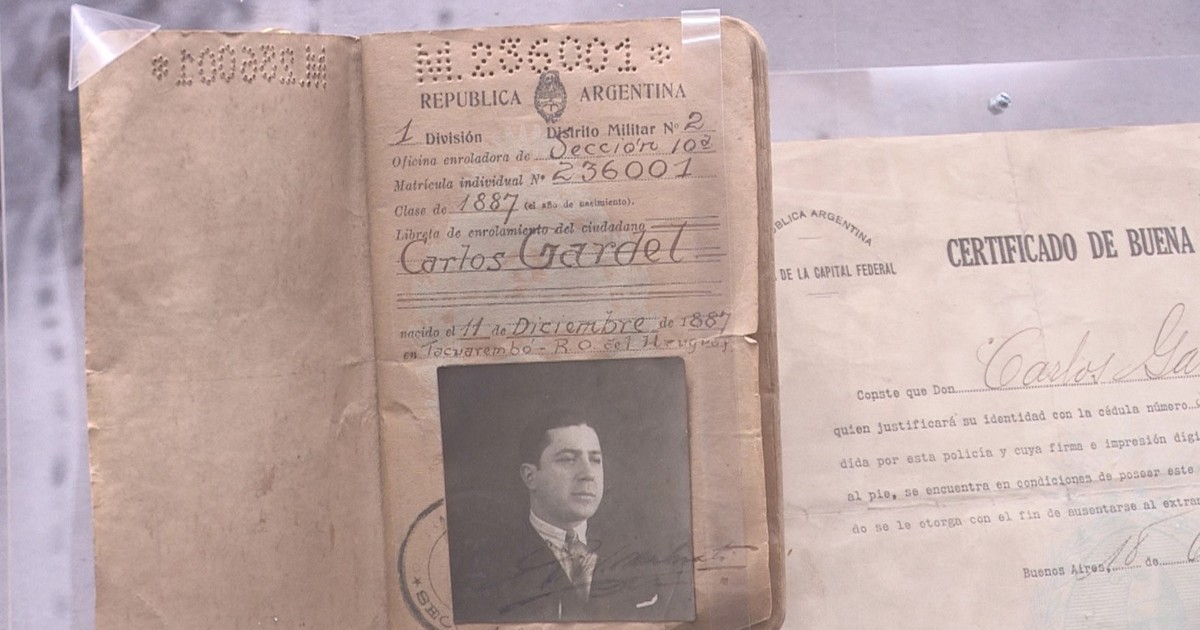 M.236001*
M.236001*
REPUBLICA ARGENTINA
1 División Distrito Militar Nº 2
Oficina enroladora de Sección 10ª
Matrícula individual Nº 236001
Clase de 1887 (el año de nacimiento).
Libreta de enrolamiento del ciudadano
Carlos Gardel
nacido el 11 de Diciembre de 1887
en Tacuarembó - R.O. del Uruguay.
BLICA ARGENTINA
DE LA CAPITAL FEDERAL
CERTIFICADO DE BUENA
Conste que Don Carlos Ga
quien justificará su identidad con la cédula número
dida por esta policía y cuya firma e impresión digi
al pie, se encuentra en condiciones de poseer este
do se le otorga con el fin de ausentarse al extran
Buenos Aires, 18 de